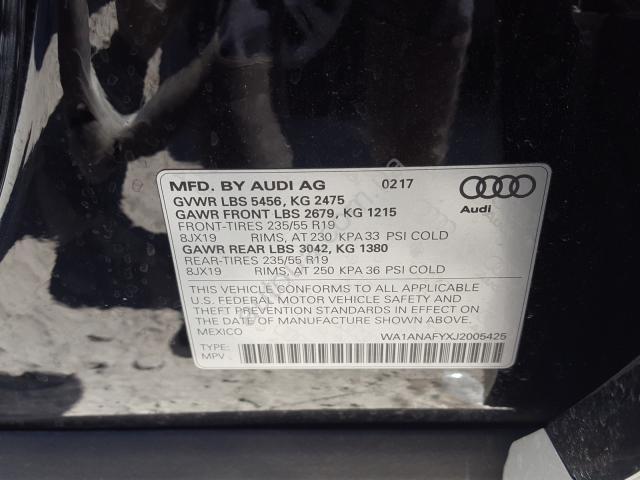 MFD. BY AUDI AG 0217
GVWR LBS 5456, KG 2475
GAWR FRONT LBS 2679, KG 1215
FRONT-TIRES 235/55 R19
8JX19 RIMS, AT 230 KPA 33 PSI COLD
GAWR REAR LBS 3042, KG 1380
REAR-TIRES 235/55 R19
8JX19 RIMS, AT 250 KPA 36 PSI COLD
Audi
THIS VEHICLE CONFORMS TO ALL APPLICABLE
U.S. FEDERAL MOTOR VEHICLE SAFETY AND
THEFT PREVENTION STANDARDS IN EFFECT ON
THE DATE OF MANUFACTURE SHOWN ABOVE.
MEXICO WA1ANAFYXJ2005425
TYPE:
MPV